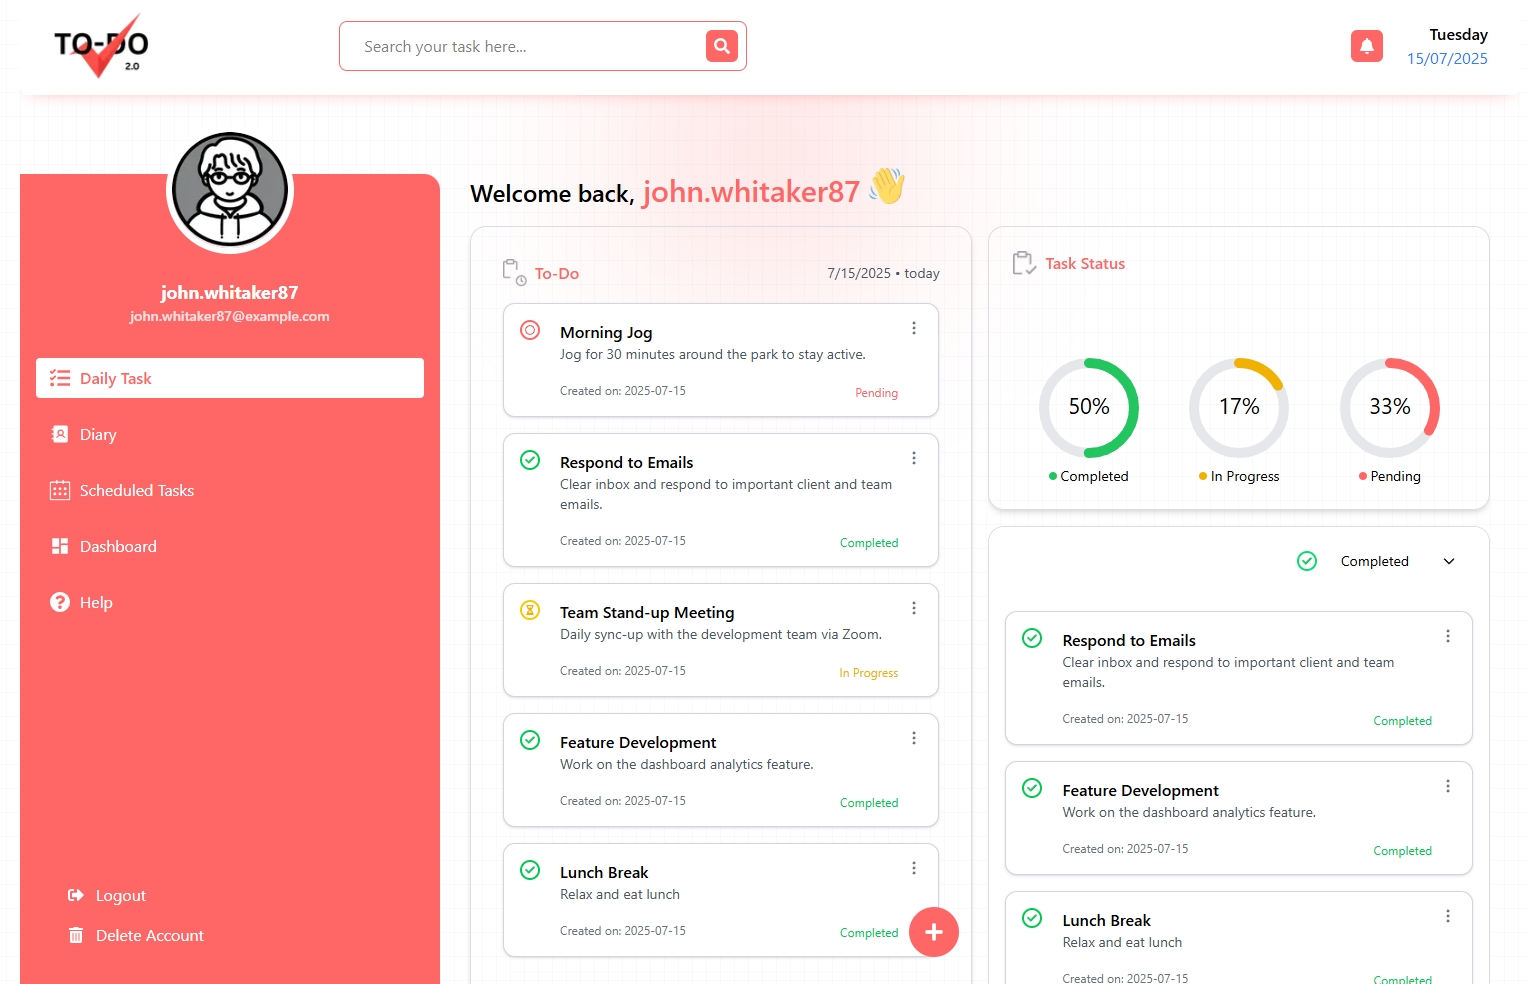 TO-DO
2.0
Search your task here...
Tuesday
15/07/2025
john.whitaker87
john.whitaker87@example.com
Daily Task
Diary
Scheduled Tasks
Dashboard
Help
Logout
Delete Account
Welcome back, john.whitaker87 👋
To-Do
7/15/2025 • today
Morning Jog
Jog for 30 minutes around the park to stay active.
Created on: 2025-07-15
Pending
Respond to Emails
Clear inbox and respond to important client and team
emails.
Created on: 2025-07-15
Completed
Team Stand-up Meeting
Daily sync-up with the development team via Zoom.
Created on: 2025-07-15
In Progress
Feature Development
Work on the dashboard analytics feature.
Created on: 2025-07-15
Completed
Lunch Break
Relax and eat lunch
Created on: 2025-07-15
Completed
Task Status
50%
17%
33%
Completed
In Progress
Pending
Completed
Respond to Emails
Clear inbox and respond to important client and team
emails.
Created on: 2025-07-15
Completed
Feature Development
Work on the dashboard analytics feature.
Created on: 2025-07-15
Completed
Lunch Break
Relax and eat lunch
Created on: 2025-07-15
Completed